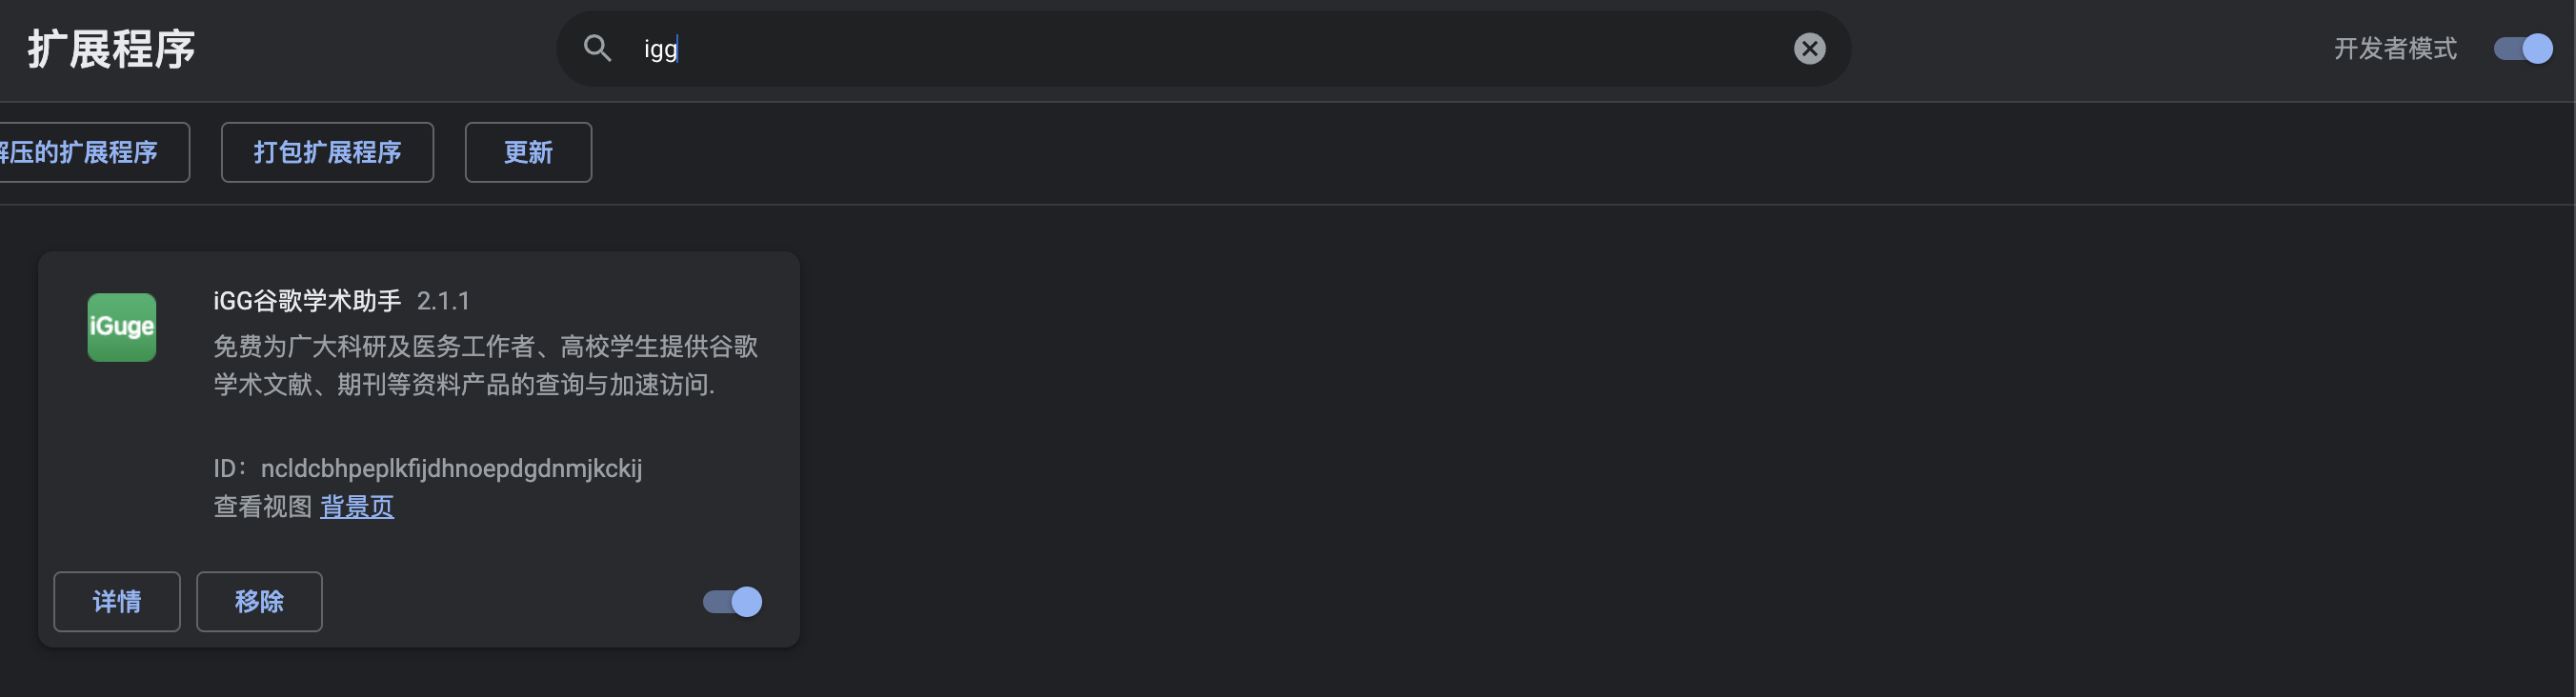 扩展程序
igg
开发者模式
压的扩展程序
打包扩展程序
更新
iGuge
iGG谷歌学术助手 2.1.1
免费为广大科研及医务工作者、高校学生提供谷歌
学术文献、期刊等资料产品的查询与加速访问.
ID：ncldcbhpeplkfijdhnoepdgdnmjkckij
查看视图 背景页
详情
移除